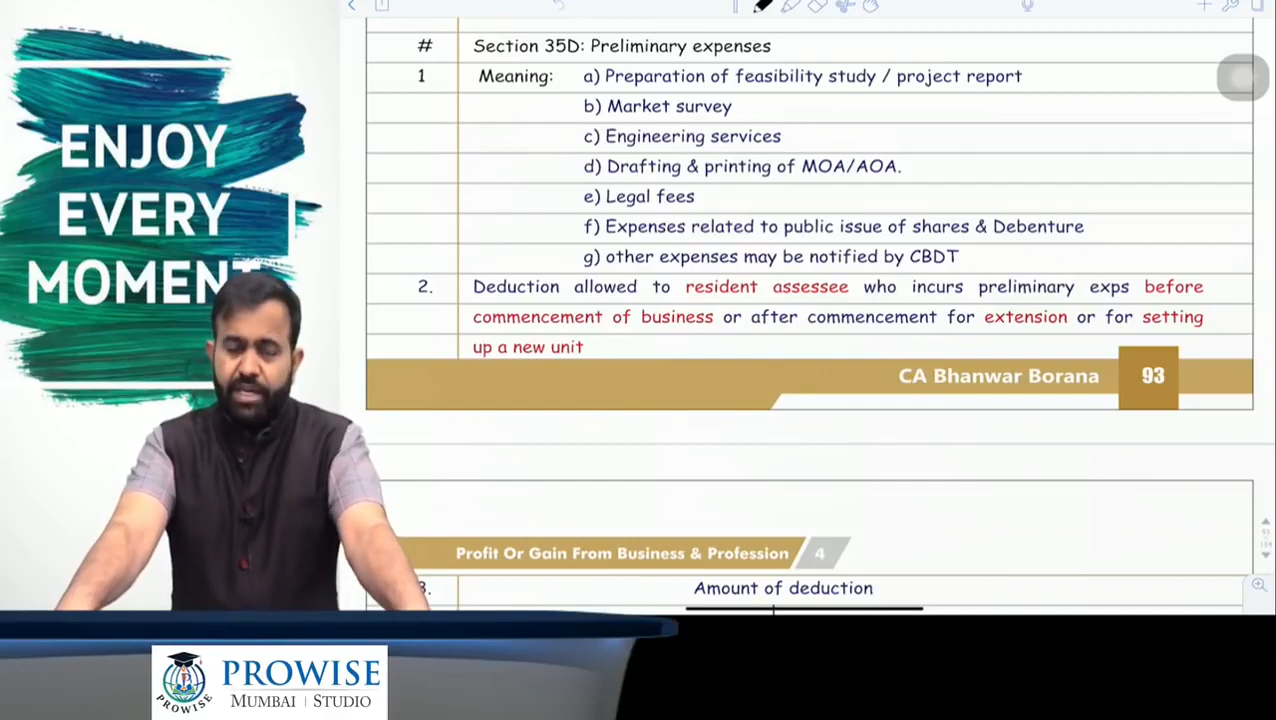 ENJOY
EVERY
MOMENT
# Section 35D: Preliminary expenses
1 Meaning: a) Preparation of feasibility study / project report
b) Market survey
c) Engineering services
d) Drafting & printing of MOA/AOA.
e) Legal fees
f) Expenses related to public issue of shares & Debenture
g) other expenses may be notified by CBDT
2. Deduction allowed to resident assessee who incurs preliminary exps before
commencement of business or after commencement for extension or for setting
up a new unit
CA Bhanwar Borana 93
Profit Or Gain From Business & Profession 4
3. Amount of deduction
PROWISE
PROWISE
MUMBAI | STUDIO